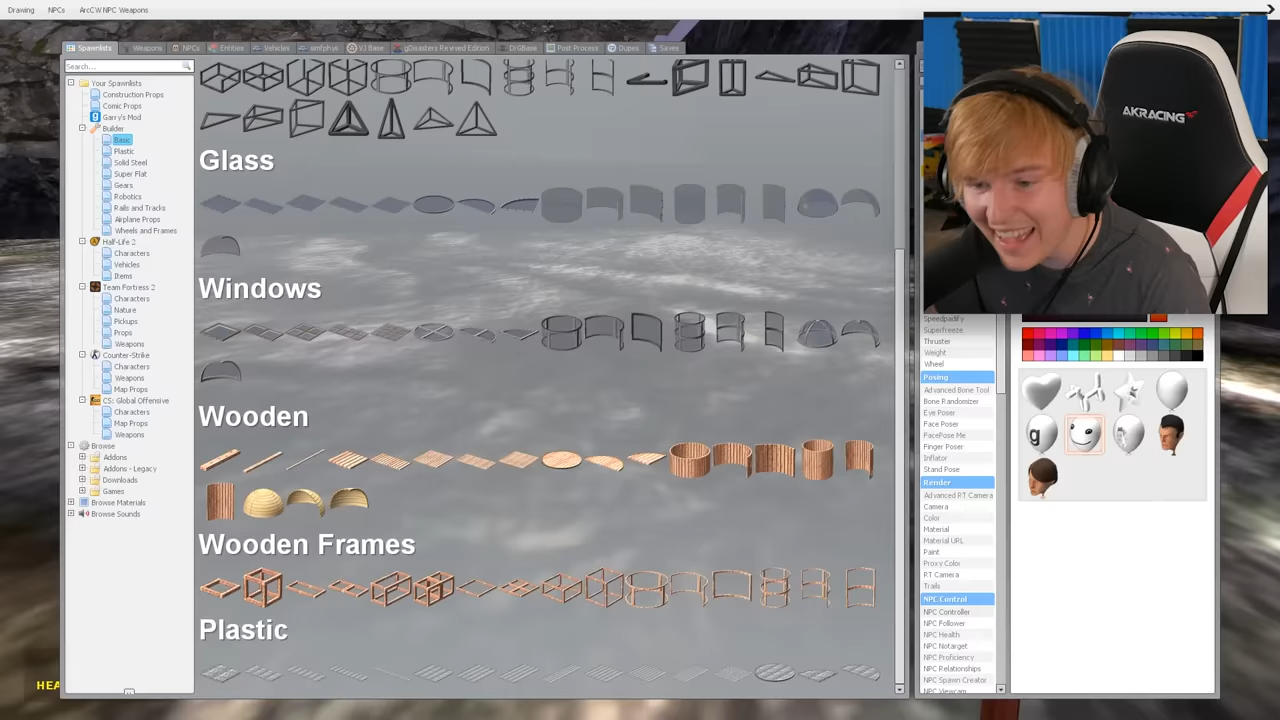 Drawing NPCs ArcCW NPC Weapons
Spawnlists Weapons NPCs Entities Vehicles simfphys VJ Base gDisasters Revived Edition DiGBase Post Process Dupes Saves
Search...
Your Spawnlists
Construction Props
Comic Props
Garry's Mod
Builder
Basic
Plastic
Solid Steel
Super Flat
Gears
Robotics
Rails and Tracks
Airplane Props
Wheels and Frames
Half-Life 2
Characters
Vehicles
Items
Team Fortress 2
Characters
Nature
Pickups
Props
Weapons
Counter-Strike
Characters
Weapons
Map Props
CS: Global Offensive
Characters
Map Props
Weapons
Browse
Addons
Addons - Legacy
Downloads
Games
Browse Materials
Browse Sounds
Glass
Windows
Wooden
Wooden Frames
Plastic
AKRACING
Speedpadify
Superfreeze
Thruster
Weight
Wheel
Posing
Advanced Bone Tool
Bone Randomizer
Eye Poser
Face Poser
FacePose Me
Finger Poser
Inflator
Stand Pose
Render
Advanced RT Camera
Camera
Color
Material
Material URL
Paint
Proxy Color
RT Camera
Trails
NPC Control
NPC Controller
NPC Follower
NPC Health
NPC Notarget
NPC Proficiency
NPC Relationships
NPC Spawn Creator
NPC Viewcam
g
HEA